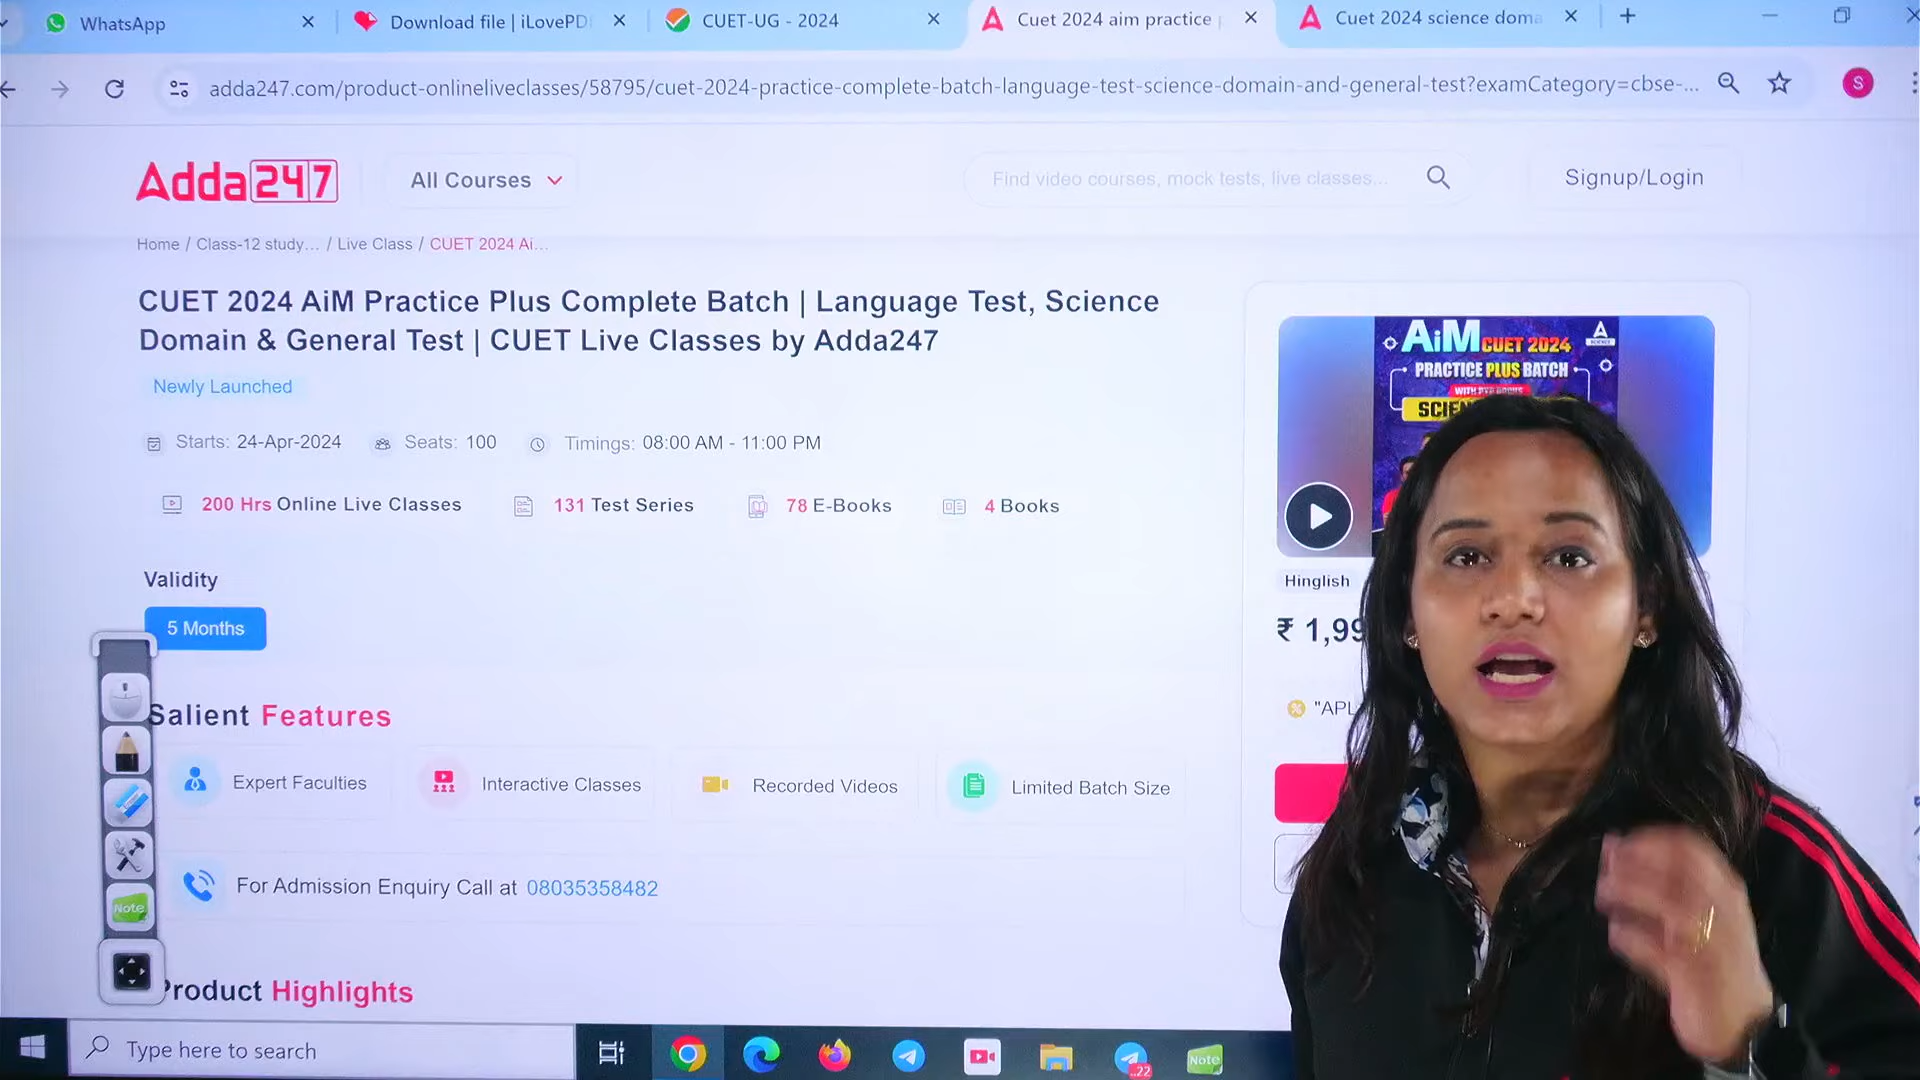 WhatsApp
Download file | iLovePD
CUET-UG - 2024
Cuet 2024 aim practice
Cuet 2024 science doma
adda247.com/product-onlineliveclasses/58795/cuet-2024-practice-complete-batch-language-test-science-domain-and-general-test?examCategory=cbse-...
S
Adda247
All Courses
Find video courses, mock tests, live classes...
Signup/Login
Home / Class-12 study... / Live Class / CUET 2024 Ai...
CUET 2024 AiM Practice Plus Complete Batch | Language Test, Science
Domain & General Test | CUET Live Classes by Adda247
Newly Launched
Starts: 24-Apr-2024
Seats: 100
Timings: 08:00 AM - 11:00 PM
200 Hrs Online Live Classes
131 Test Series
78 E-Books
4 Books
AiM CUET 2024
PRACTICE PLUS BATCH
SCIE
Hinglish
₹ 1,99
"APL
Validity
5 Months
Salient Features
Expert Faculties
Interactive Classes
Recorded Videos
Limited Batch Size
For Admission Enquiry Call at 08035358482
Note
Product Highlights
Type here to search
..22
Note